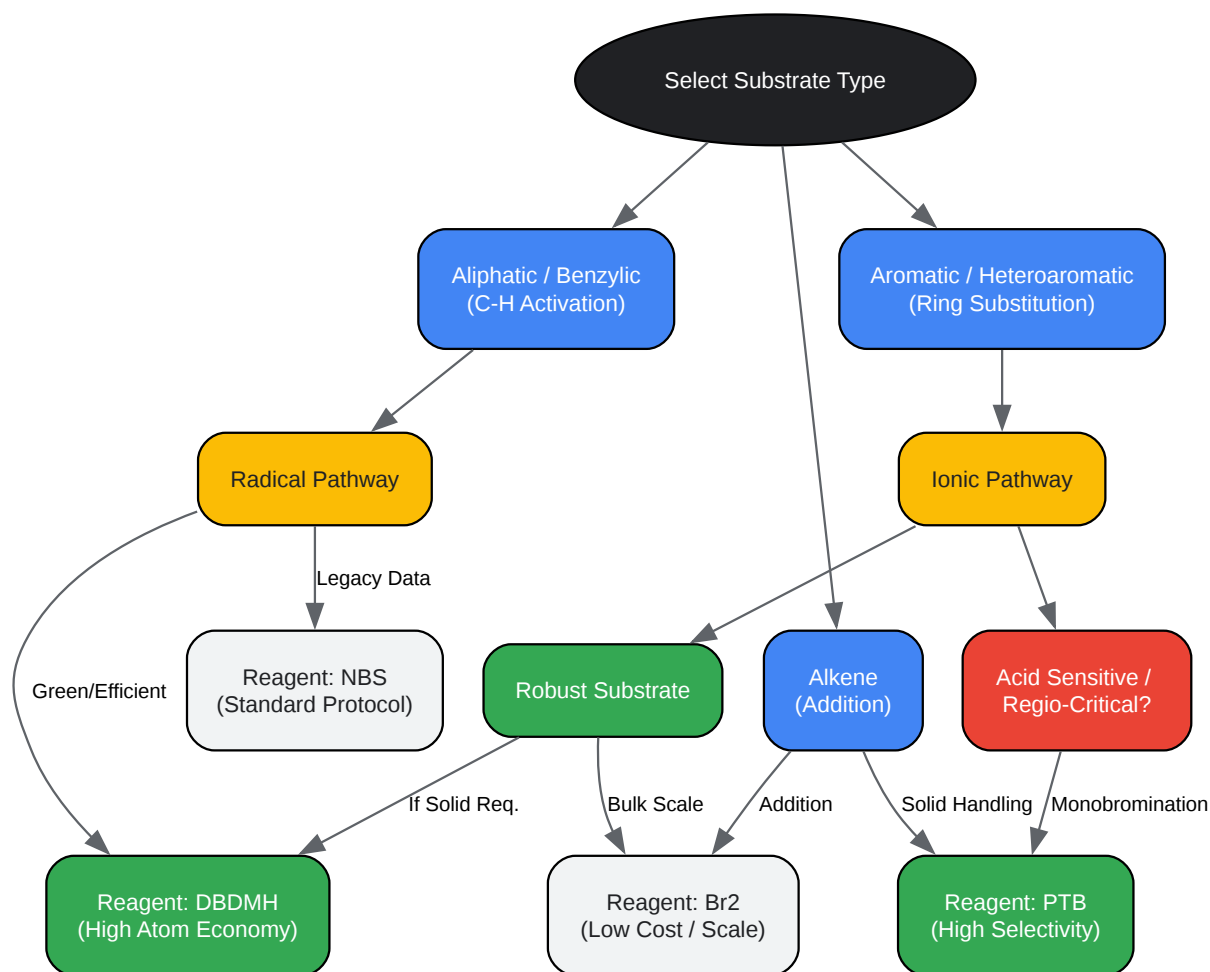 Select Substrate Type
Aliphatic / Benzylic
(C-H Activation)
Aromatic / Heteroaromatic
(Ring Substitution)
Radical Pathway
Ionic Pathway
Legacy Data
Green/Efficient
Reagent: NBS
(Standard Protocol)
Robust Substrate
Alkene
(Addition)
Acid Sensitive /
Regio-Critical?
If Solid Req.
Bulk Scale
Addition
Solid Handling
Monobromination
Reagent: DBDMH
(High Atom Economy)
Reagent: Br2
(Low Cost / Scale)
Reagent: PTB
(High Selectivity)